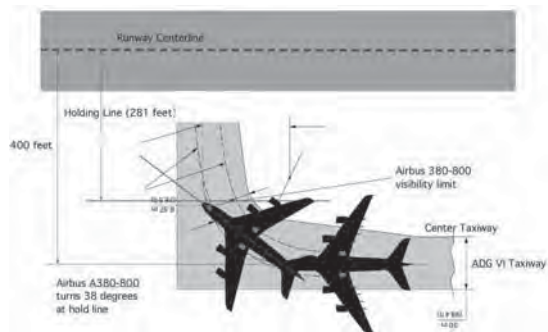 Runway Centerline
Holding Line (281 feet)
400 feet
Airbus 380-800
visibility limit
Center Taxiway
ADG VI Taxiway
Airbus A380-800
turns 38 degrees
at hold line